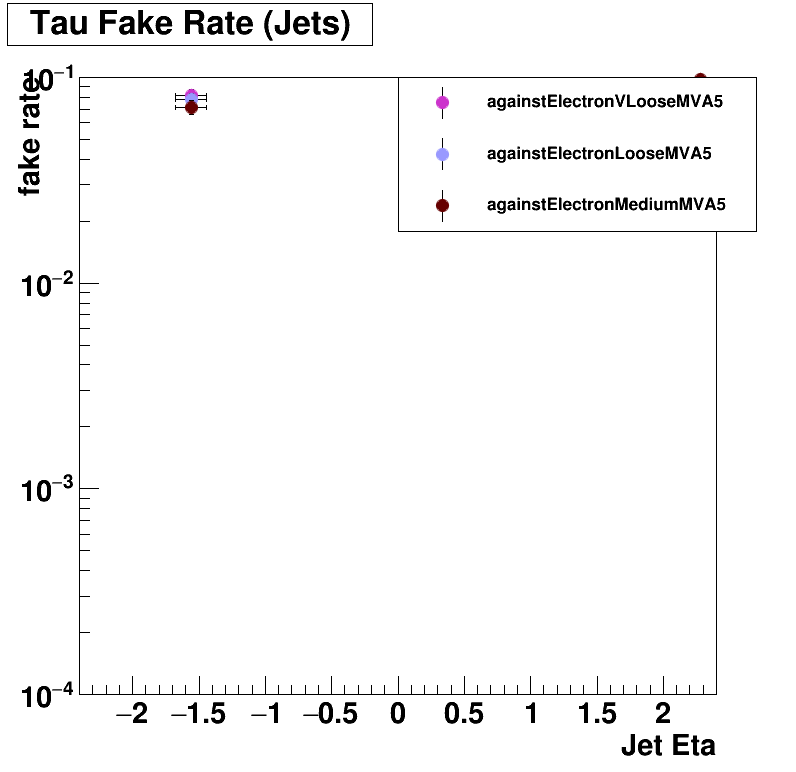 Tau Fake Rate (Jets)
fake rate
10⁻¹
10⁻²
10⁻³
10⁻⁴
againstElectronVLooseMVA5
againstElectronLooseMVA5
againstElectronMediumMVA5
−2 −1.5 −1 −0.5 0 0.5 1 1.5 2
Jet Eta